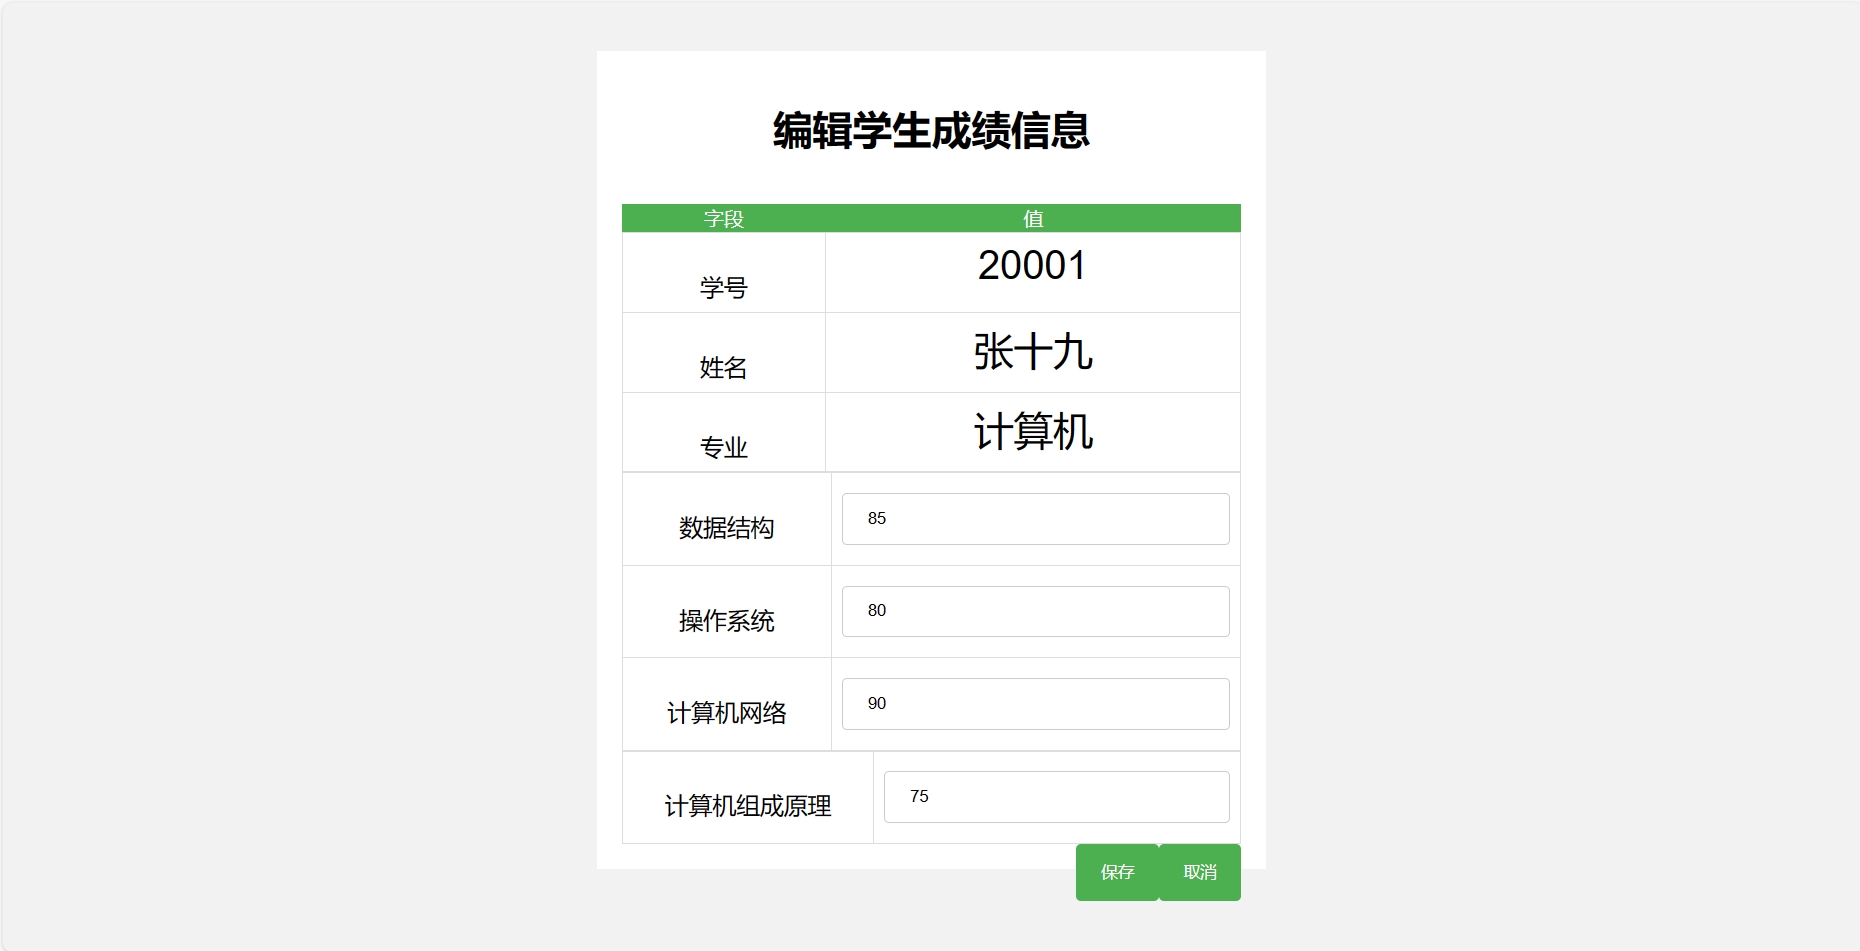 编辑学生成绩信息
字段 值
学号 20001
姓名 张十九
专业 计算机
数据结构 85
操作系统 80
计算机网络 90
计算机组成原理 75
保存 取消